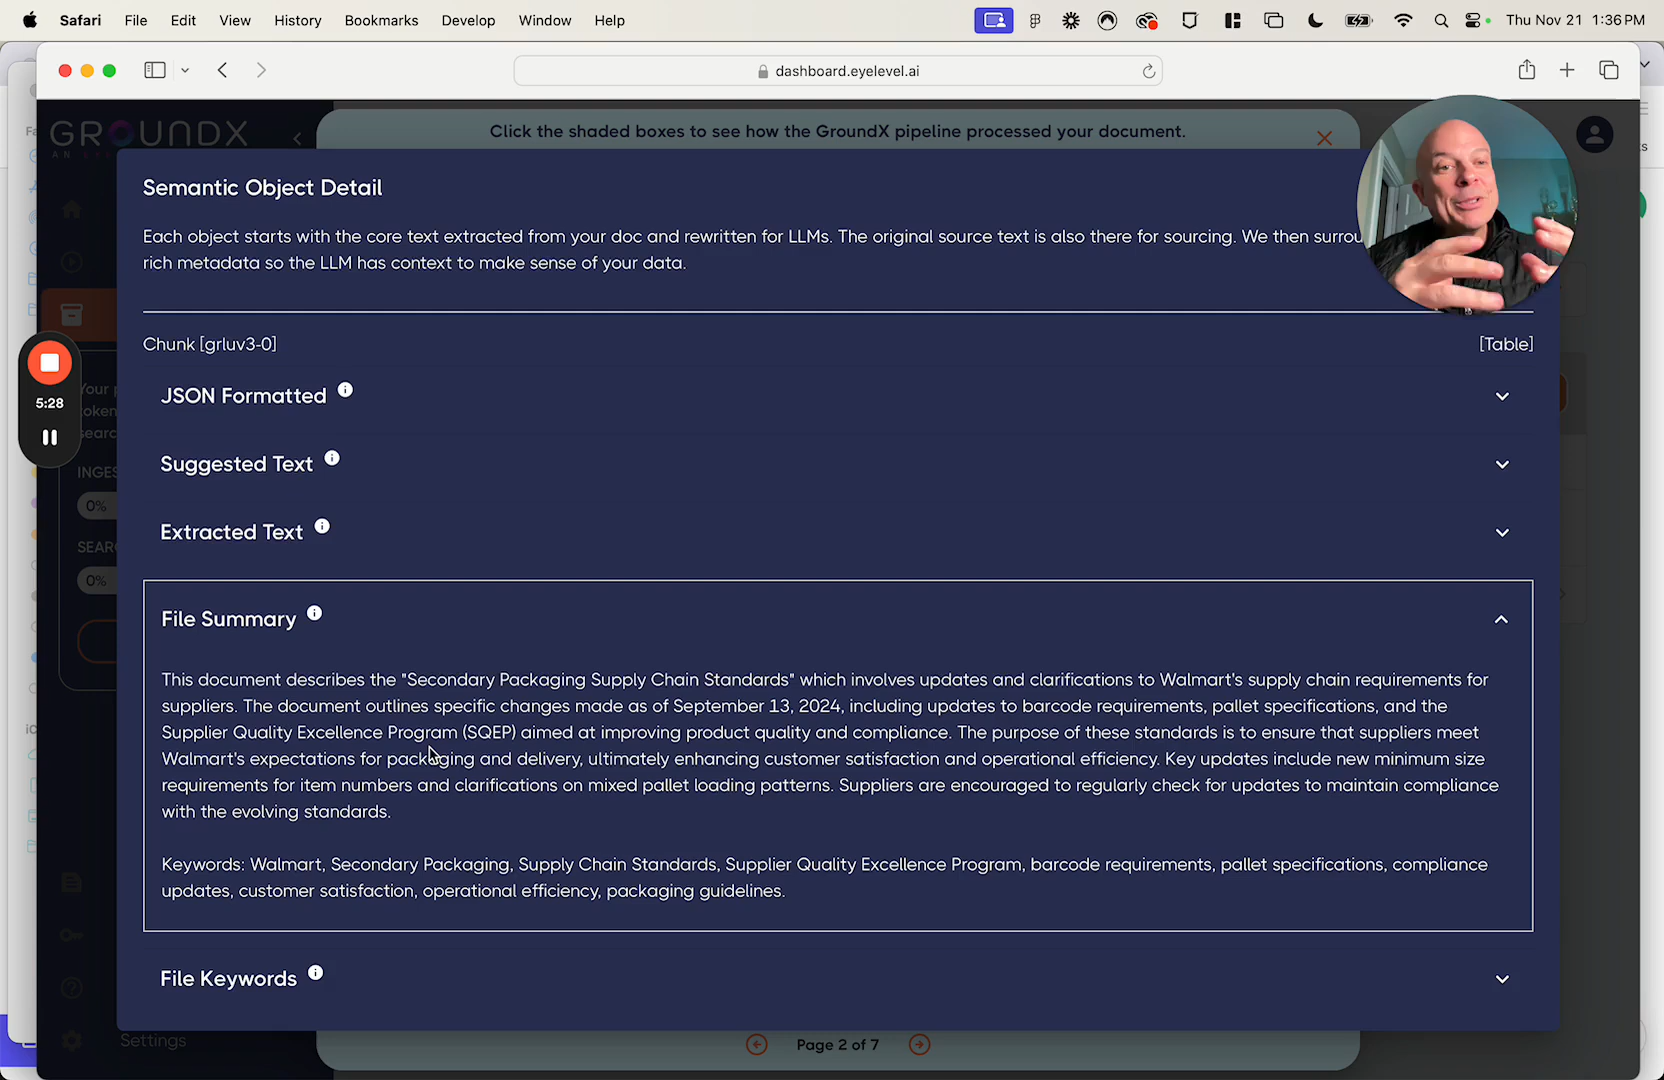 Safari File Edit View History Bookmarks Develop Window Help Thu Nov 21 1:36 PM
dashboard.eyelevel.ai
GROUNDX
AN
Click the shaded boxes to see how the GroundX pipeline processed your document.
Semantic Object Detail
Each object starts with the core text extracted from your doc and rewritten for LLMs. The original source text is also there for sourcing. We then surrou
rich metadata so the LLM has context to make sense of your data.
Chunk [grluv3-0] [Table]
JSON Formatted
5:28
Your p
token
searc
Suggested Text
INGES
0%
Extracted Text
SEAR
0%
File Summary
This document describes the "Secondary Packaging Supply Chain Standards" which involves updates and clarifications to Walmart's supply chain requirements for
suppliers. The document outlines specific changes made as of September 13, 2024, including updates to barcode requirements, pallet specifications, and the
Supplier Quality Excellence Program (SQEP) aimed at improving product quality and compliance. The purpose of these standards is to ensure that suppliers meet
Walmart's expectations for packaging and delivery, ultimately enhancing customer satisfaction and operational efficiency. Key updates include new minimum size
requirements for item numbers and clarifications on mixed pallet loading patterns. Suppliers are encouraged to regularly check for updates to maintain compliance
with the evolving standards.
Keywords: Walmart, Secondary Packaging, Supply Chain Standards, Supplier Quality Excellence Program, barcode requirements, pallet specifications, compliance
updates, customer satisfaction, operational efficiency, packaging guidelines.
File Keywords
Settings
Page 2 of 7